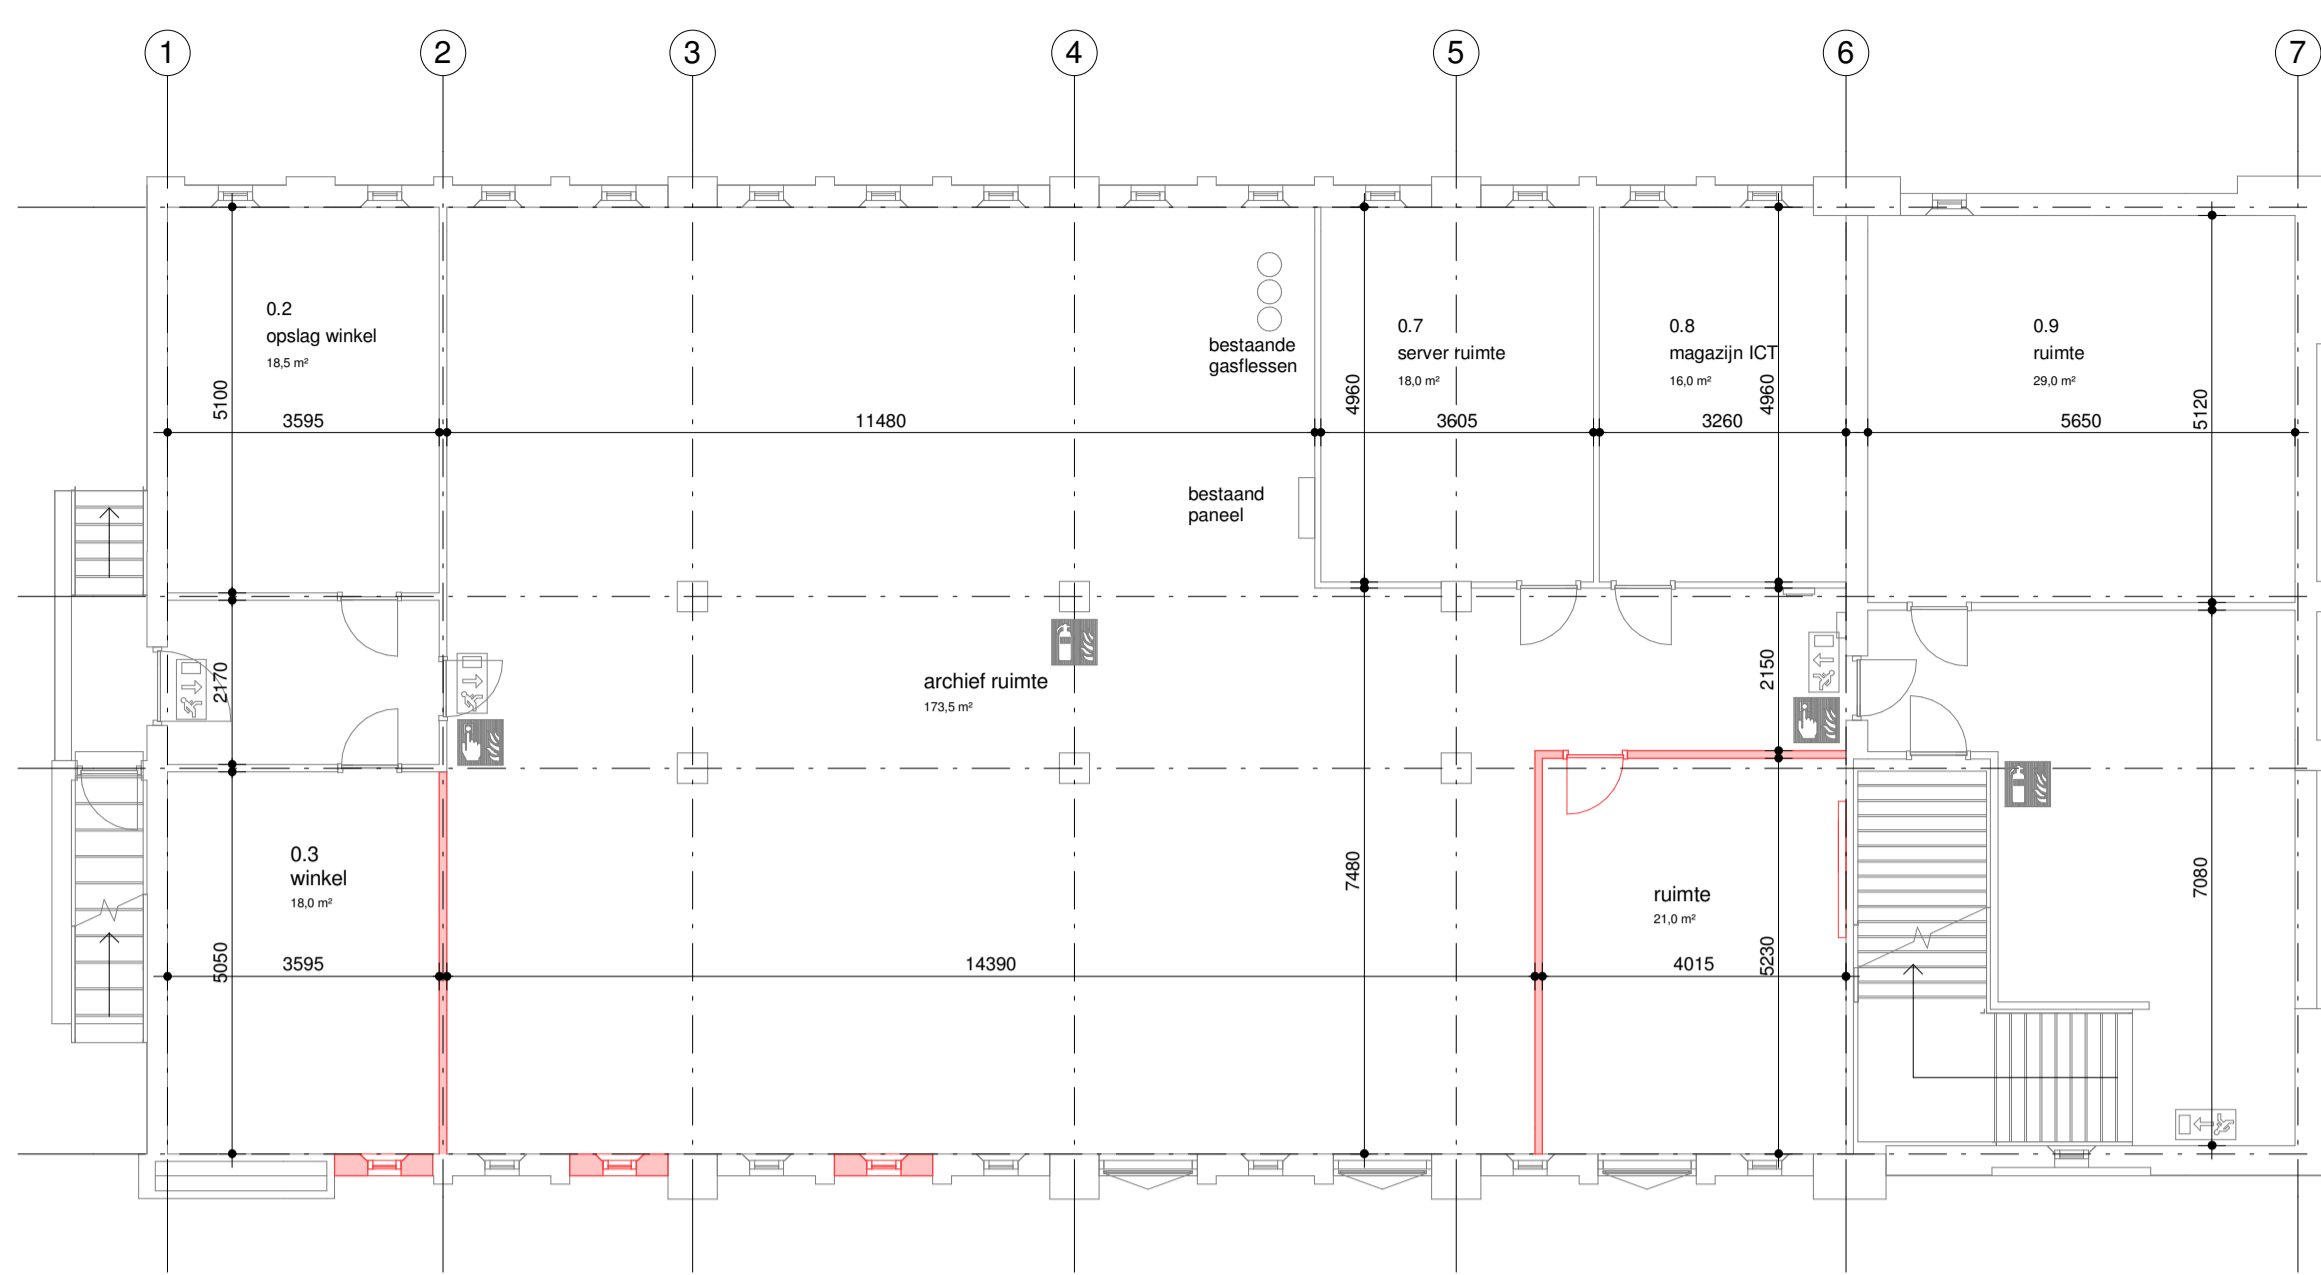 1
2
3
4
5
6
7
0.2
opslag winkel
18,5 m²
5100
3595
11480
bestaande
gasflessen
4960
0.7
server ruimte
18,0 m²
3605
0.8
magazijn ICT
16,0 m²
4960
3260
0.9
ruimte
29,0 m²
5650
5120
bestaand
paneel
2170
archief ruimte
173,5 m²
2150
0.3
winkel
18,0 m²
5050
3595
14390
7480
ruimte
21,0 m²
4015
5230
7080